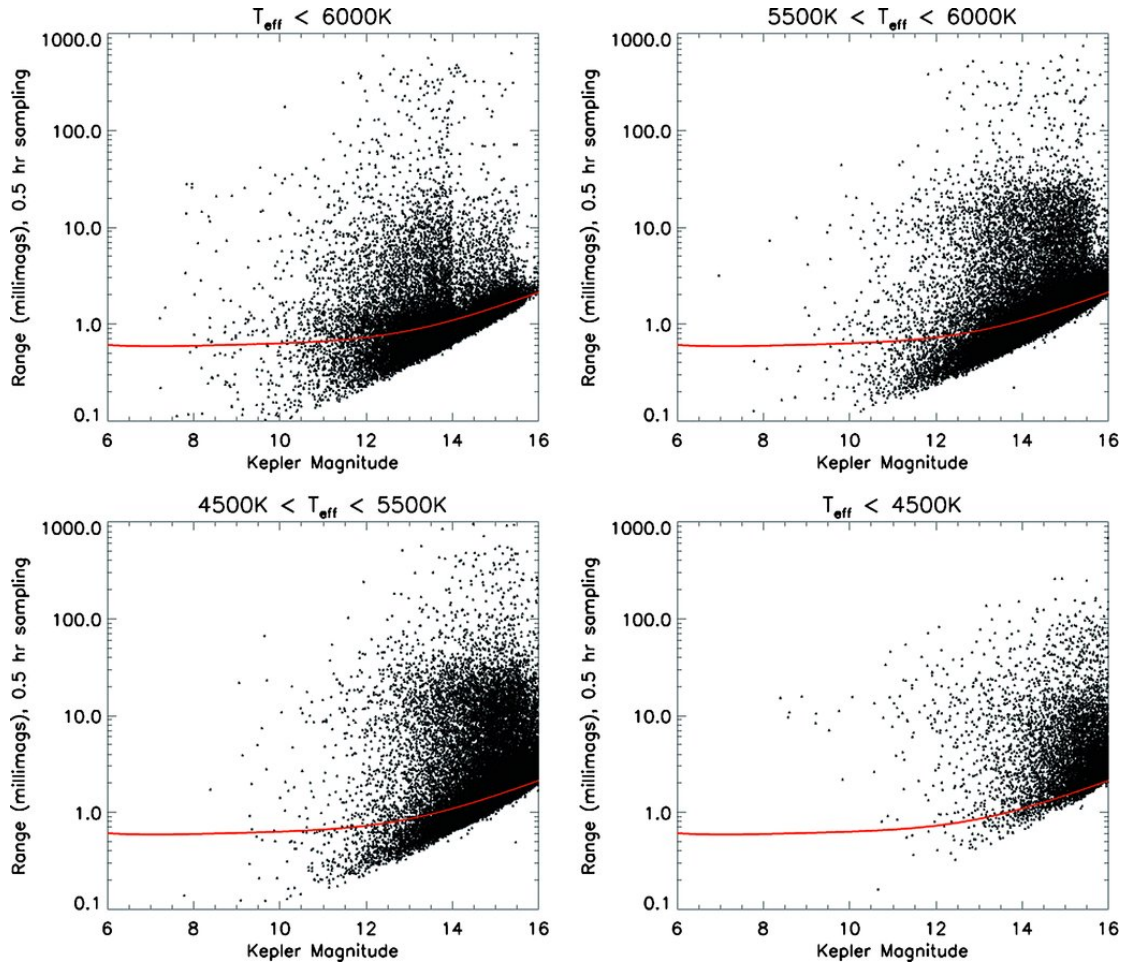 T_eff < 6000K
5500K < T_eff < 6000K
Range (millimags), 0.5 hr sampling
1000.0
100.0
10.0
1.0
0.1
6 8 10 12 14 16
Kepler Magnitude
Range (millimags), 0.5 hr sampling
1000.0
100.0
10.0
1.0
0.1
6 8 10 12 14 16
Kepler Magnitude
4500K < T_eff < 5500K
T_eff < 4500K
Range (millimags), 0.5 hr sampling
1000.0
100.0
10.0
1.0
0.1
6 8 10 12 14 16
Kepler Magnitude
Range (millimags), 0.5 hr sampling
1000.0
100.0
10.0
1.0
0.1
6 8 10 12 14 16
Kepler Magnitude